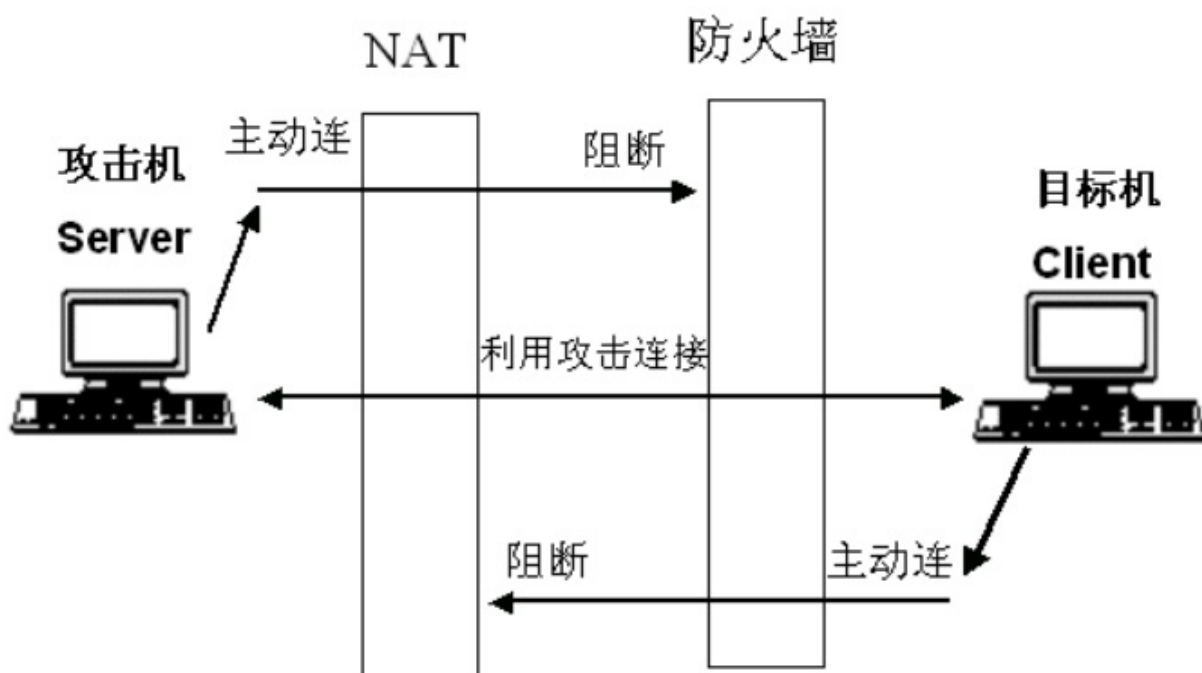 NAT
防火墙
主动连
阻断
攻击机
Server
目标机
Client
利用攻击连接
阻断
主动连